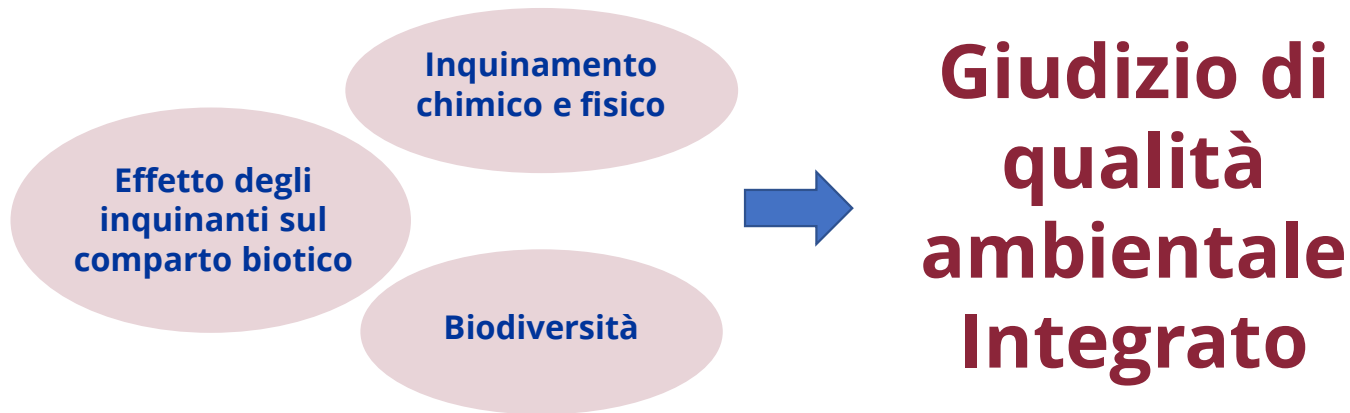 Inquinamento
chimico e fisico
Effetto degli
inquinanti sul
comparto biotico
Biodiversità
Giudizio di
qualità
ambientale
Integrato